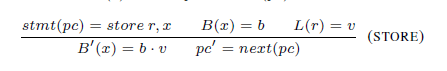 stmt(pc) = store r, x B(x) = b L(r) = v
B′(x) = b · v pc′ = next(pc) (STORE)